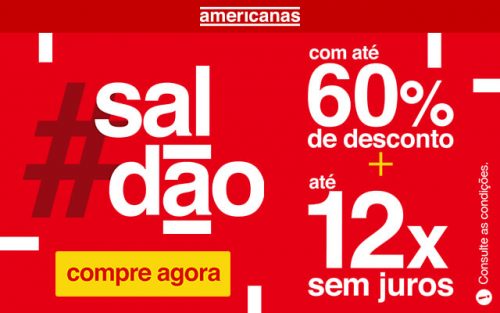 americanas
#sal
dão
compre agora
com até
60%
de desconto
+
até
12x
sem juros
Consulte as condições.